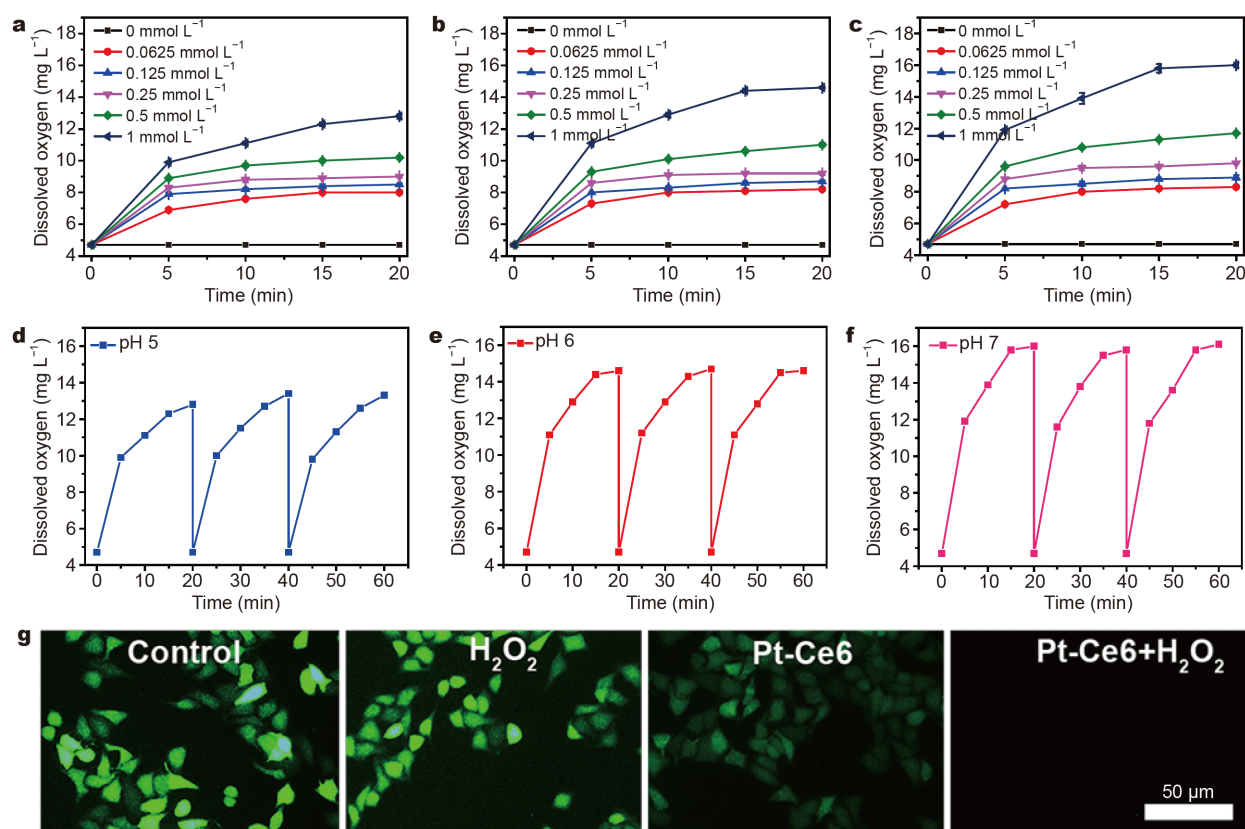 a
Dissolved oxygen (mg L⁻¹)
18
16
14
12
10
8
6
4
0 mmol L⁻¹
0.0625 mmol L⁻¹
0.125 mmol L⁻¹
0.25 mmol L⁻¹
0.5 mmol L⁻¹
1 mmol L⁻¹
0 5 10 15 20
Time (min)
b
Dissolved oxygen (mg L⁻¹)
18
16
14
12
10
8
6
4
0 mmol L⁻¹
0.0625 mmol L⁻¹
0.125 mmol L⁻¹
0.25 mmol L⁻¹
0.5 mmol L⁻¹
1 mmol L⁻¹
0 5 10 15 20
Time (min)
c
Dissolved oxygen (mg L⁻¹)
18
16
14
12
10
8
6
4
0 mmol L⁻¹
0.0625 mmol L⁻¹
0.125 mmol L⁻¹
0.25 mmol L⁻¹
0.5 mmol L⁻¹
1 mmol L⁻¹
0 5 10 15 20
Time (min)
d
Dissolved oxygen (mg L⁻¹)
16
14
12
10
8
6
4
pH 5
0 10 20 30 40 50 60
Time (min)
e
Dissolved oxygen (mg L⁻¹)
16
14
12
10
8
6
4
pH 6
0 10 20 30 40 50 60
Time (min)
f
Dissolved oxygen (mg L⁻¹)
16
14
12
10
8
6
4
pH 7
0 10 20 30 40 50 60
Time (min)
g
Control
H₂O₂
Pt-Ce6
Pt-Ce6+H₂O₂
50 μm